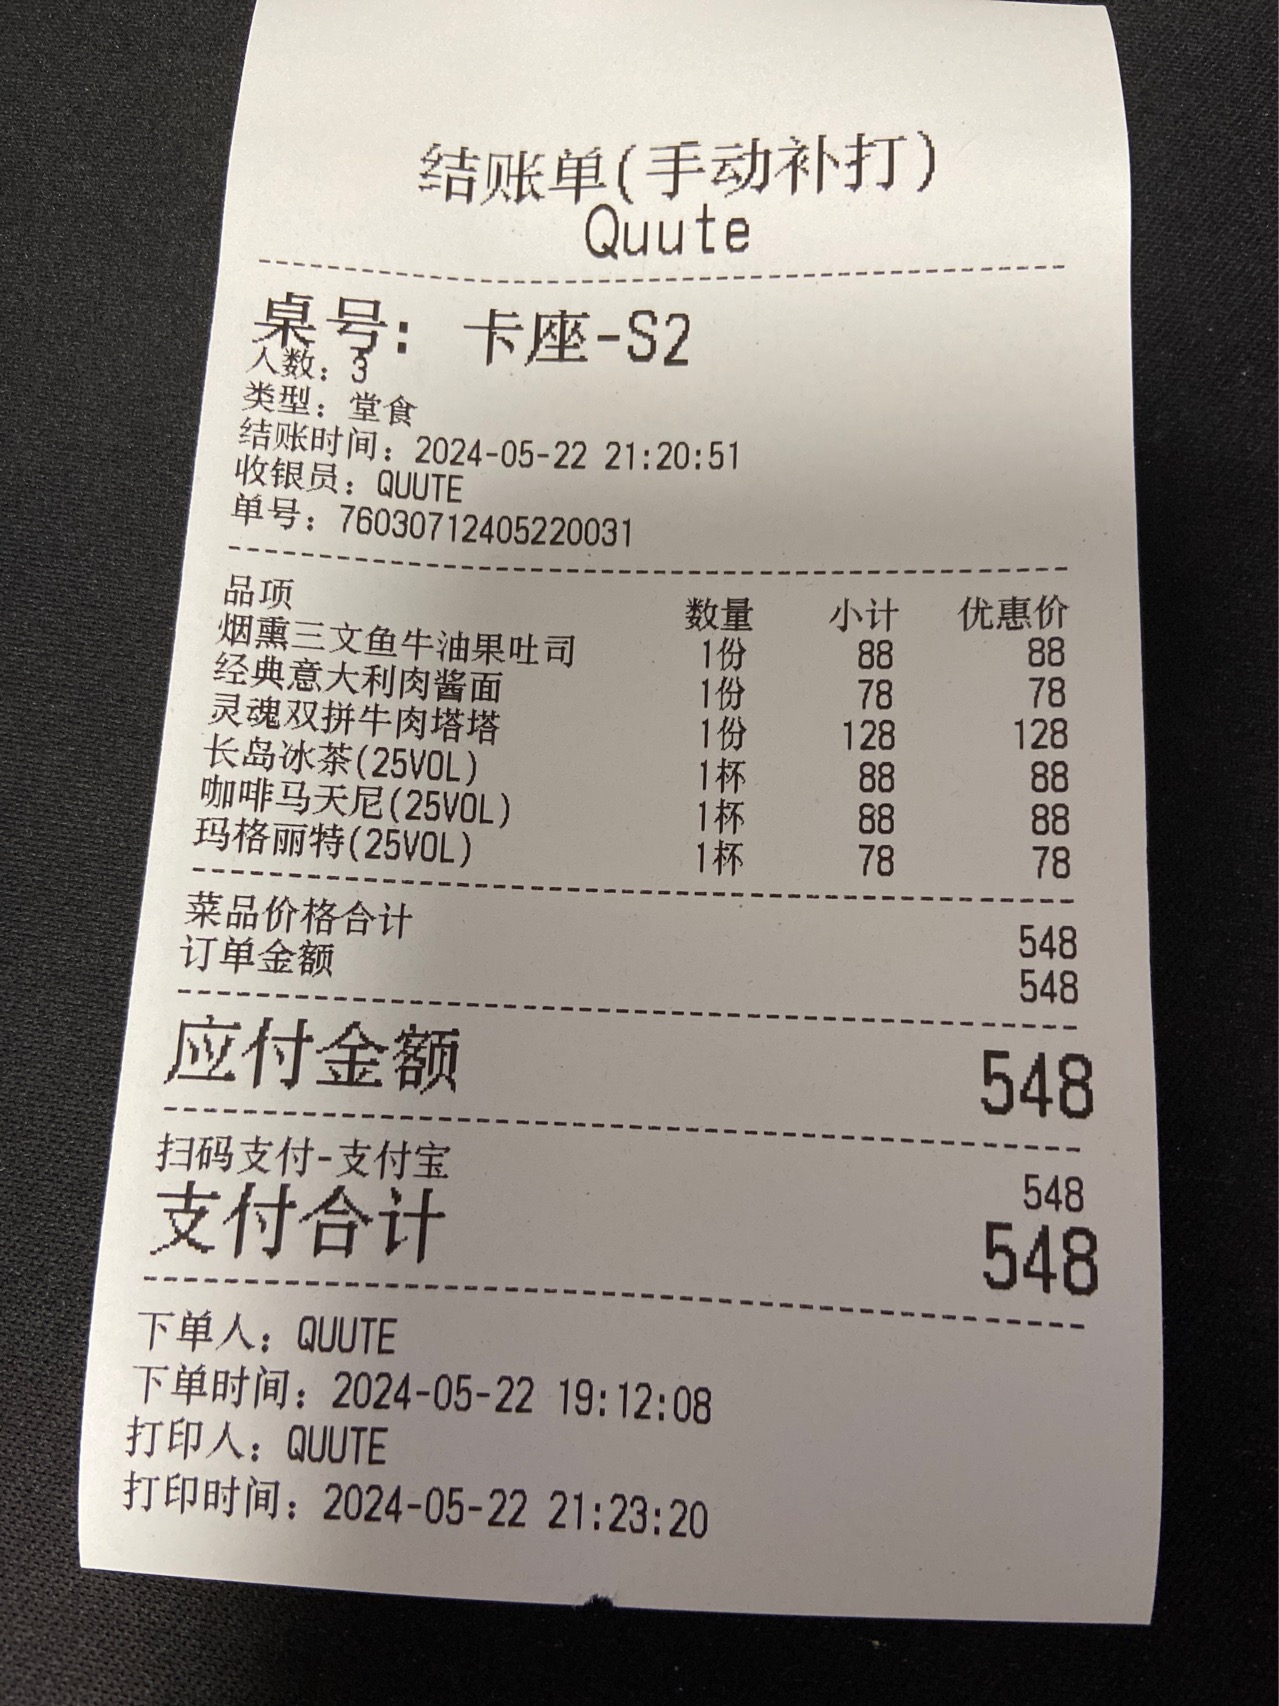 结账单(手动补打)
Quute
桌号: 卡座-S2
人数: 3
类型: 堂食
结账时间: 2024-05-22 21:20:51
收银员: QUUTE
单号: 76030712405220031
品项 数量 小计 优惠价
烟熏三文鱼牛油果吐司 1份 88 88
经典意大利肉酱面 1份 78 78
灵魂双拼牛肉塔塔 1份 128 128
长岛冰茶(25VOL) 1杯 88 88
咖啡马天尼(25VOL) 1杯 88 88
玛格丽特(25VOL) 1杯 78 78
菜品价格合计 548
订单金额 548
应付金额 548
扫码支付-支付宝 548
支付合计 548
下单人: QUUTE
下单时间: 2024-05-22 19:12:08
打印人: QUUTE
打印时间: 2024-05-22 21:23:20